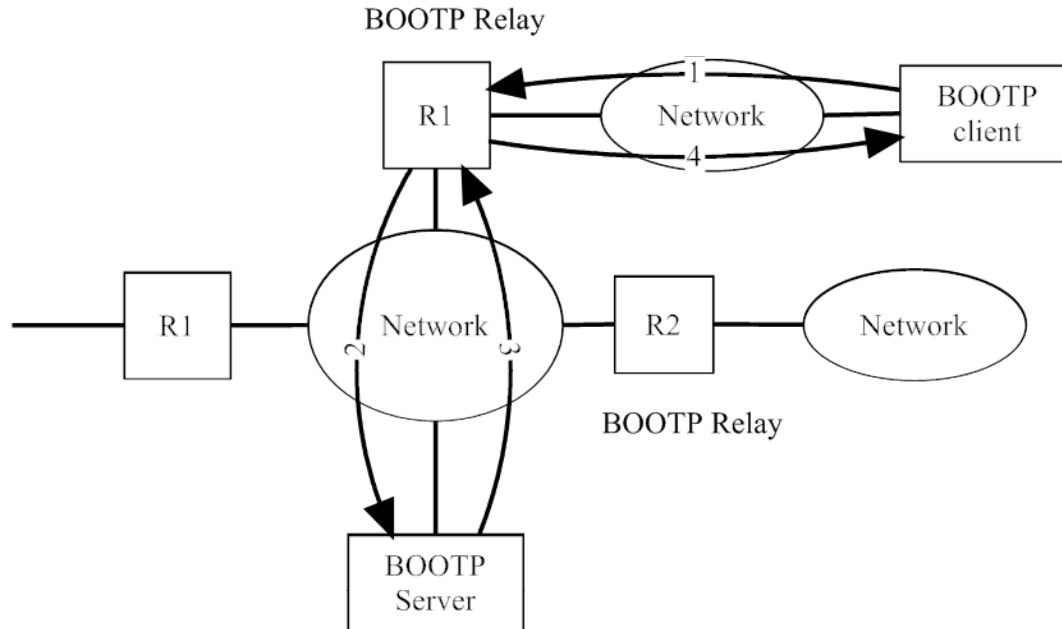 BOOTP Relay
1
R1
Network
BOOTP
client
4
R1
Network
2
3
R2
Network
BOOTP Relay
BOOTP
Server